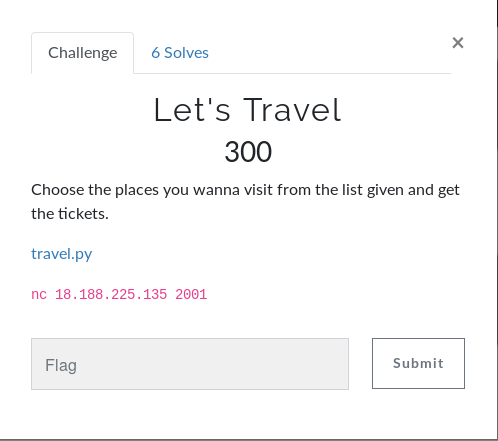 Challenge
6 Solves
×
Let's Travel
300
Choose the places you wanna visit from the list given and get
the tickets.
travel.py
nc 18.188.225.135 2001
Flag
Submit